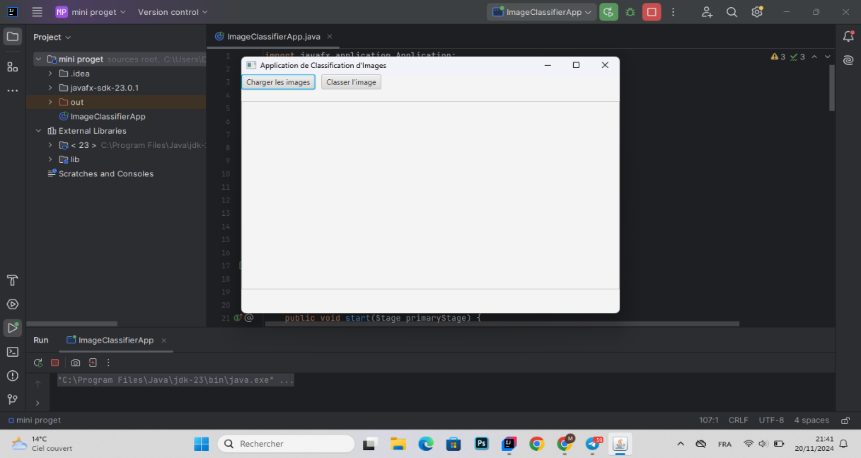 MP mini proget Version control ImageClassifierApp
Project
ImageClassifierApp.java
mini proget sources root, C:\Users\
.idea
javafx-sdk-23.0.1
out
ImageClassifierApp
External Libraries
< 23 > C:\Program Files\Java\jdk-
lib
Scratches and Consoles
1
import javafx.application.Application;
3 3
2
3
4
5
6
7
8
9
10
11
12
13
14
15
16
17
18
19
20
21 public void start(Stage primaryStage) {
Application de Classification d'Images
Charger les images Classer l'image
Run ImageClassifierApp
"C:\Program Files\Java\jdk-23\bin\java.exe" ...
mini proget 107:1 CRLF UTF-8 4 spaces
14°C
Ciel couvert
Rechercher
FRA
21:41
20/11/2024